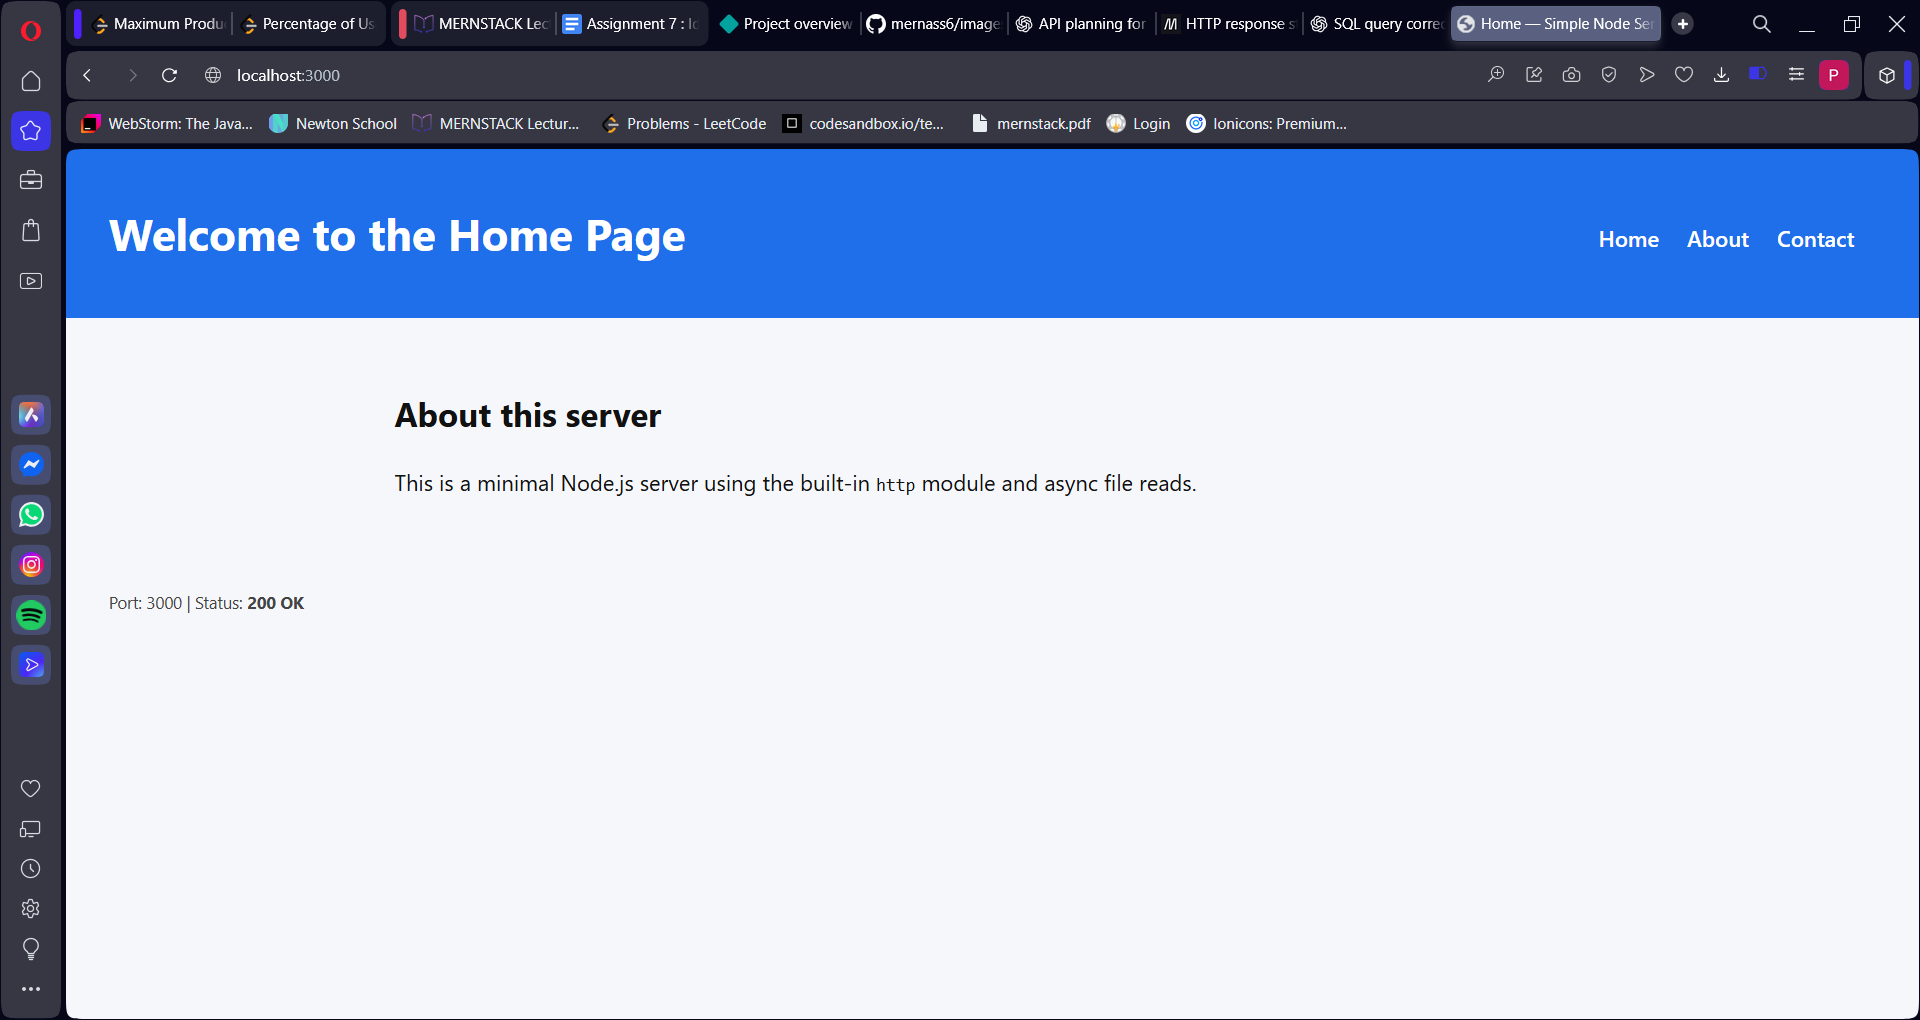 Maximum Produ
Percentage of Us
MERNSTACK Lec
Assignment 7 : Id
Project overview
mernass6/image
API planning for
HTTP response s
SQL query correc
Home — Simple Node Ser
localhost:3000
P
WebStorm: The Java...
Newton School
MERNSTACK Lectur...
Problems - LeetCode
codesandbox.io/te...
mernstack.pdf
Login
Ionicons: Premium...
Welcome to the Home Page
Home
About
Contact
About this server
This is a minimal Node.js server using the built-in http module and async file reads.
Port: 3000 | Status: 200 OK